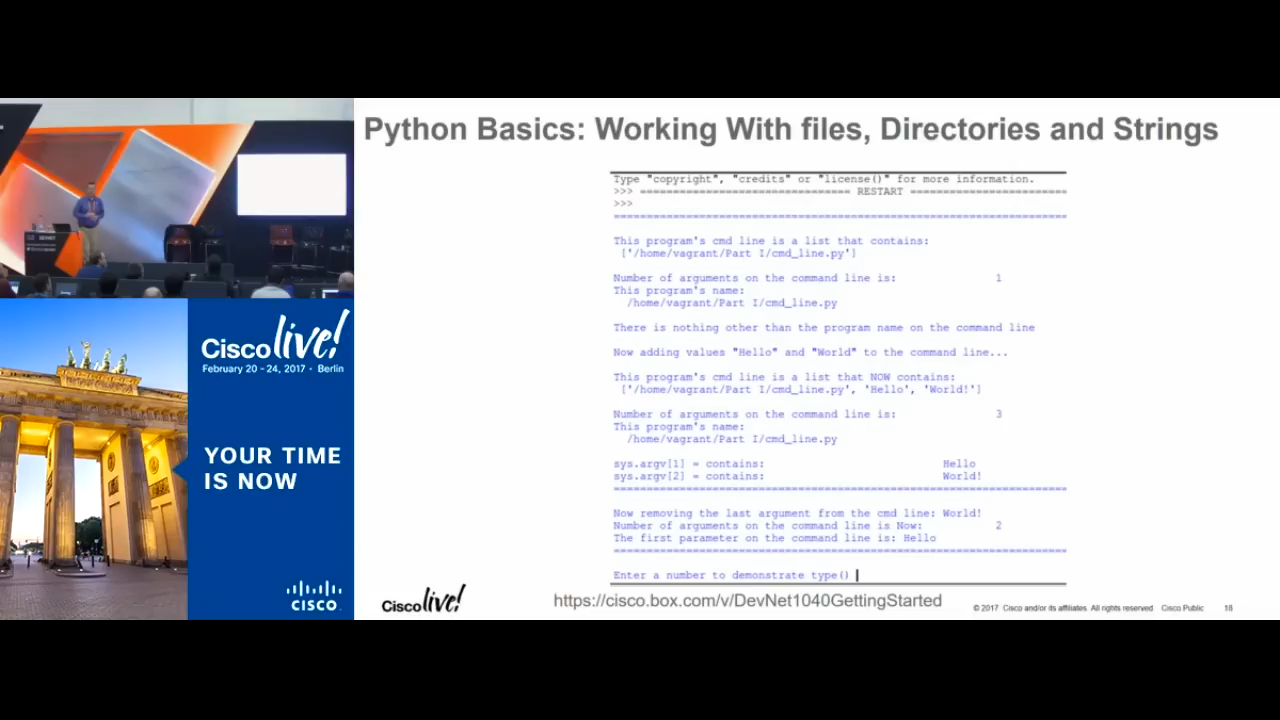 Python Basics: Working With files, Directories and Strings
Type "copyright", "credits" or "license()" for more information.
>>> ================================ RESTART ================================
>>>
This program's cmd line is a list that contains:
['/home/vagrant/Part I/cmd_line.py']
Number of arguments on the command line is: 1
This program's name:
/home/vagrant/Part I/cmd_line.py
There is nothing other than the program name on the command line
Now adding values "Hello" and "World" to the command line...
This program's cmd line is a list that NOW contains:
['/home/vagrant/Part I/cmd_line.py', 'Hello', 'World!']
Number of arguments on the command line is: 3
This program's name:
/home/vagrant/Part I/cmd_line.py
sys.argv[1] = contains: Hello
sys.argv[2] = contains: World!
Now removing the last argument from the cmd line: World!
Number of arguments on the command line is Now: 2
The first parameter on the command line is: Hello
Enter a number to demonstrate type()
Cisco live!
https://cisco.box.com/v/DevNet1040GettingStarted
© 2017 Cisco and/or its affiliates. All rights reserved. Cisco Public 18
Cisco live!
February 20 - 24, 2017 · Berlin
YOUR TIME
IS NOW
CISCO